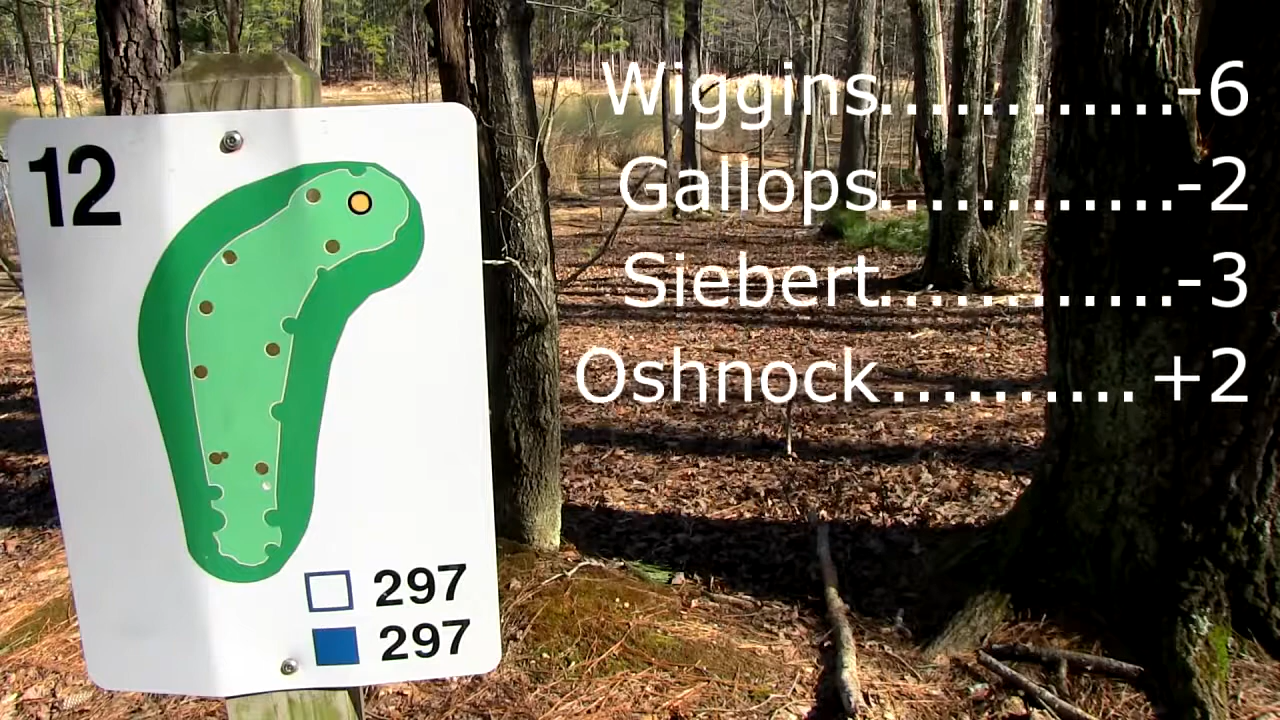 12
297
297
Wiggins............-6
Gallops............-2
Siebert............-3
Oshnock.......... +2